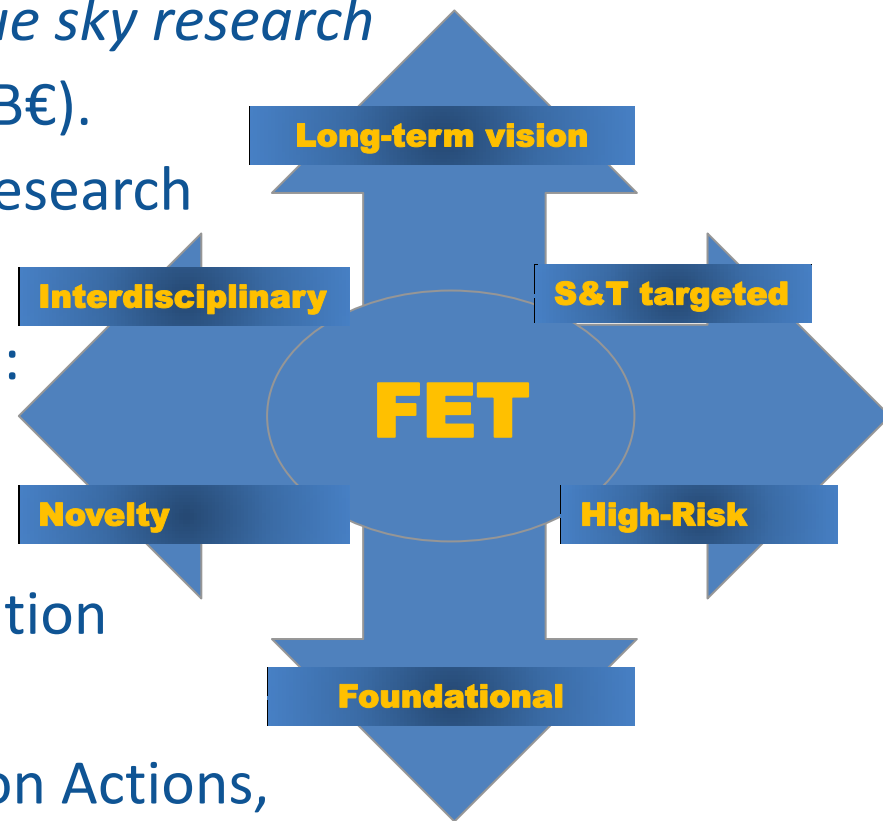 ue sky research
B€).
esearch
:
tion
on Actions,
Long-term vision
Interdisciplinary
S&T targeted
FET
Novelty
High-Risk
Foundational